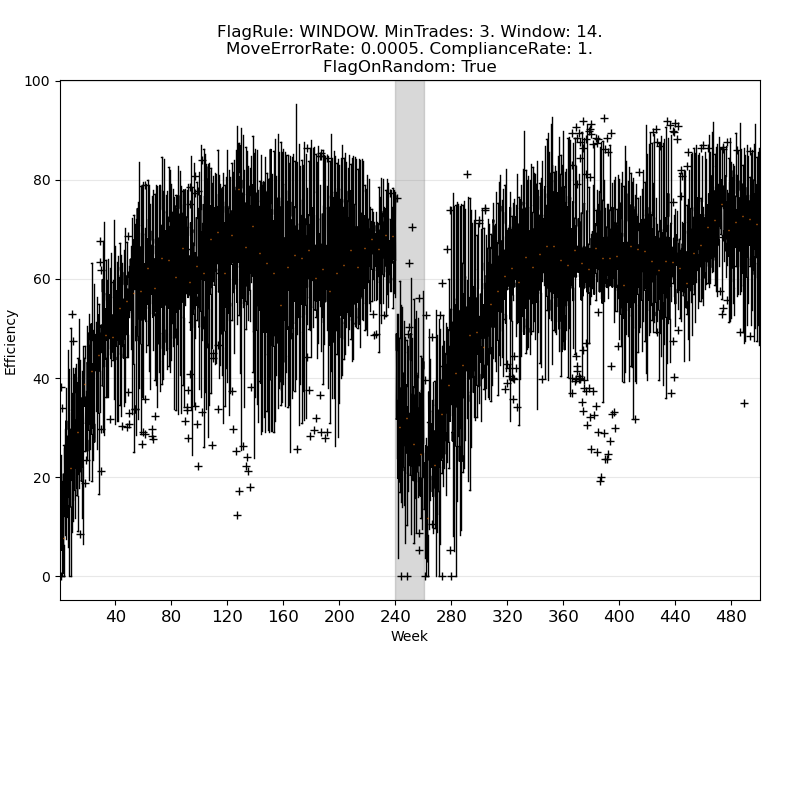 FlagRule: WINDOW. MinTrades: 3. Window: 14.
MoveErrorRate: 0.0005. ComplianceRate: 1.
FlagOnRandom: True
100
80
60
40
20
0
Efficiency
40 80 120 160 200 240 280 320 360 400 440 480
Week